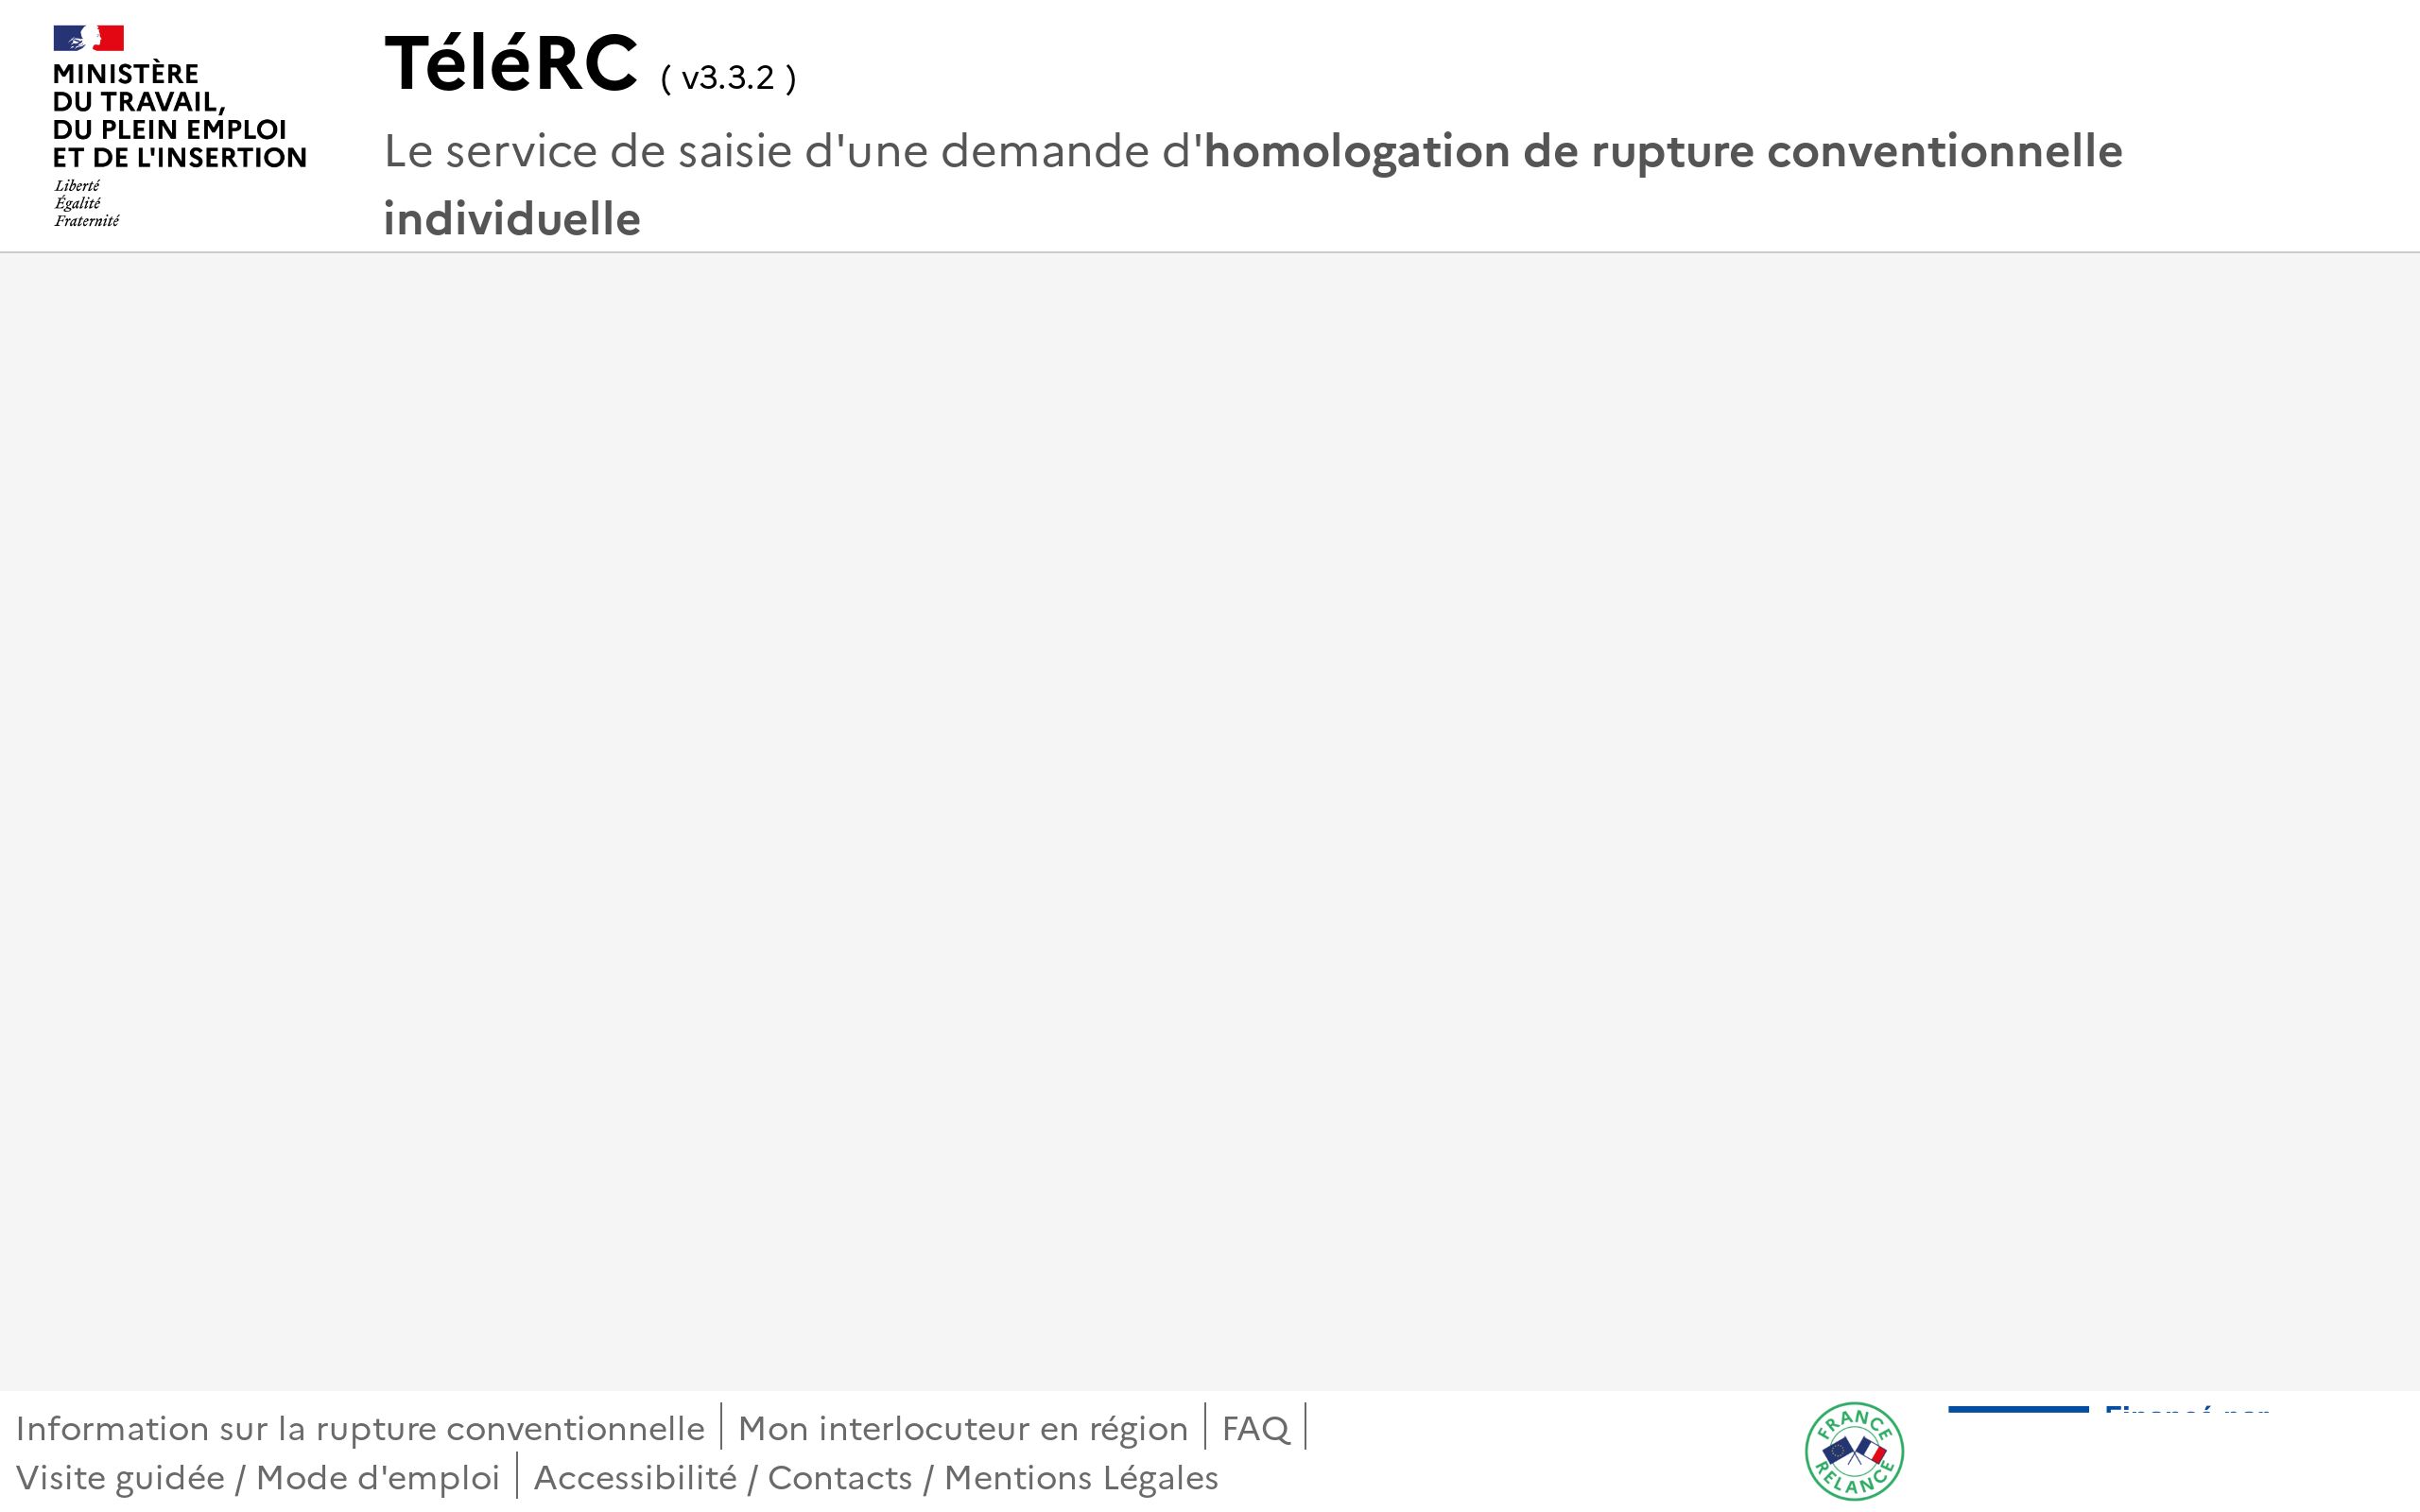 MINISTÈRE
DU TRAVAIL,
DU PLEIN EMPLOI
ET DE L'INSERTION
Liberté
Égalité
Fraternité
TéléRC ( v3.3.2 )
Le service de saisie d'une demande d'homologation de rupture conventionnelle
individuelle
Information sur la rupture conventionnelle | Mon interlocuteur en région | FAQ |
Visite guidée / Mode d'emploi | Accessibilité / Contacts / Mentions Légales
FRANCE
RELANCE